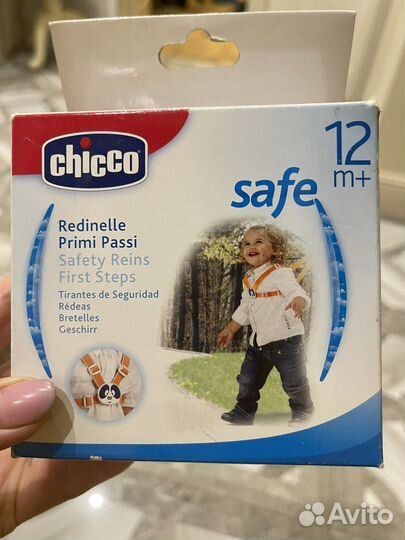 chicco
safe
12
m+
Redinelle
Primi Passi
Safety Reins
First Steps
Tirantes de Seguridad
Rédeas
Bretelles
Geschirr
Avito